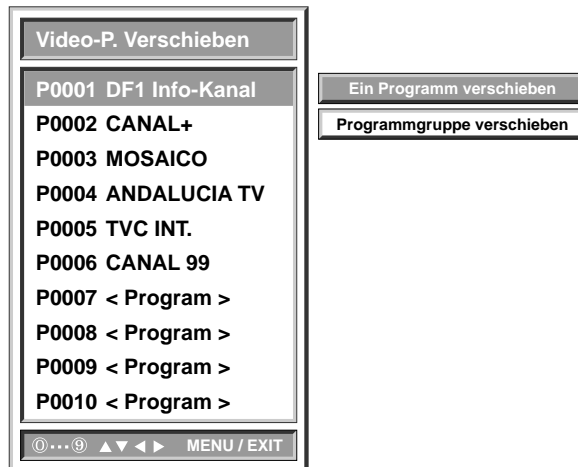 Video-P. Verschieben
P0001 DF1 Info-Kanal
P0002 CANAL+
P0003 MOSAICO
P0004 ANDALUCIA TV
P0005 TVC INT.
P0006 CANAL 99
P0007 < Program >
P0008 < Program >
P0009 < Program >
P0010 < Program >
⓪···⑨ ▲▼◄► MENU / EXIT
Ein Programm verschieben
Programmgruppe verschieben